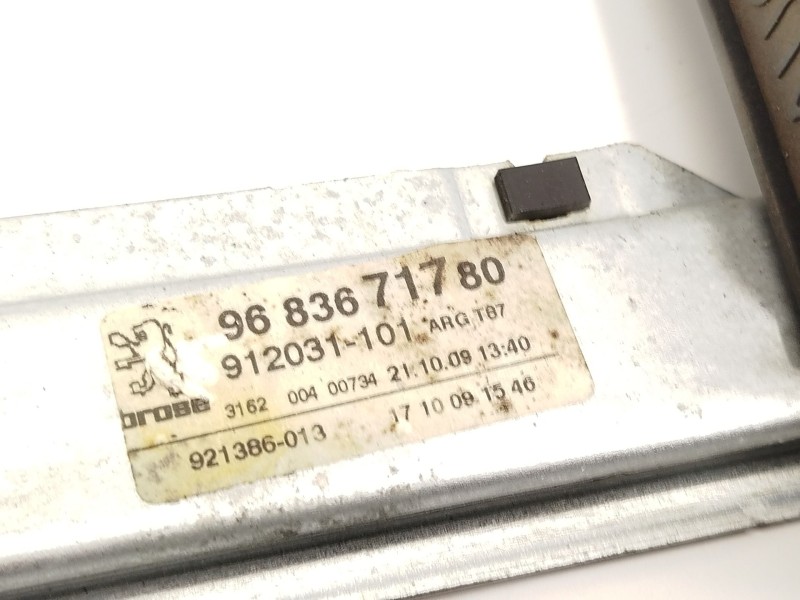 96 836 717 80
912031-101 ARG T87
brose 3162 004 00734 21.10.09 13:40
921386-013 17 10 09 15 46